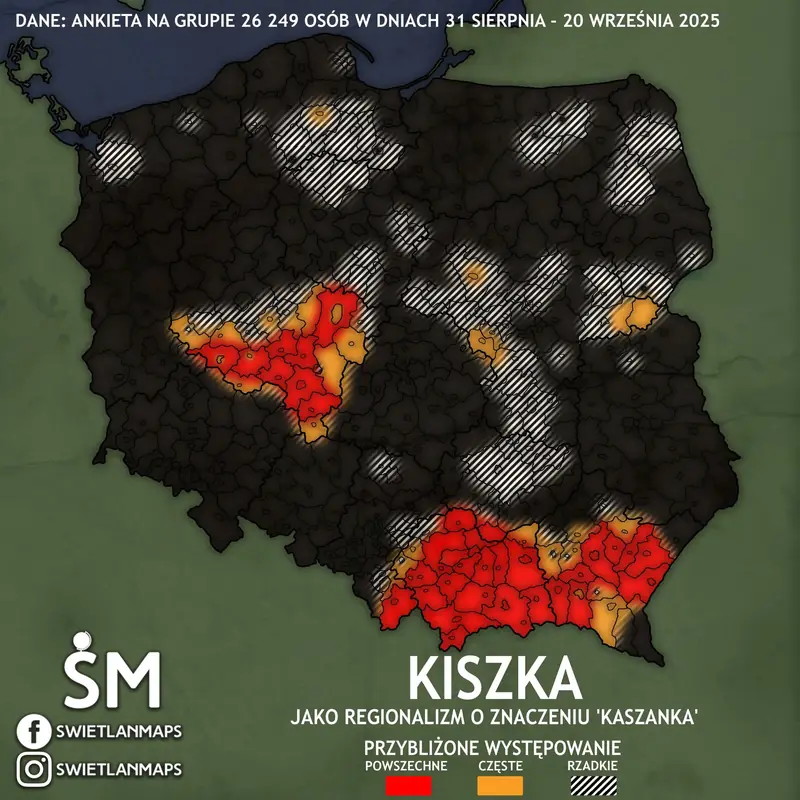 DANE: ANKIETA NA GRUPIE 26 249 OSÓB W DNIACH 31 SIERPNIA - 20 WRZEŚNIA 2025
ŚM
SWIETLANMAPS
SWIETLANMAPS
KISZKA
JAKO REGIONALIZM O ZNACZENIU 'KASZANKA'
PRZYBLIŻONE WYSTĘPOWANIE
POWSZECHNE CZĘSTE RZADKIE